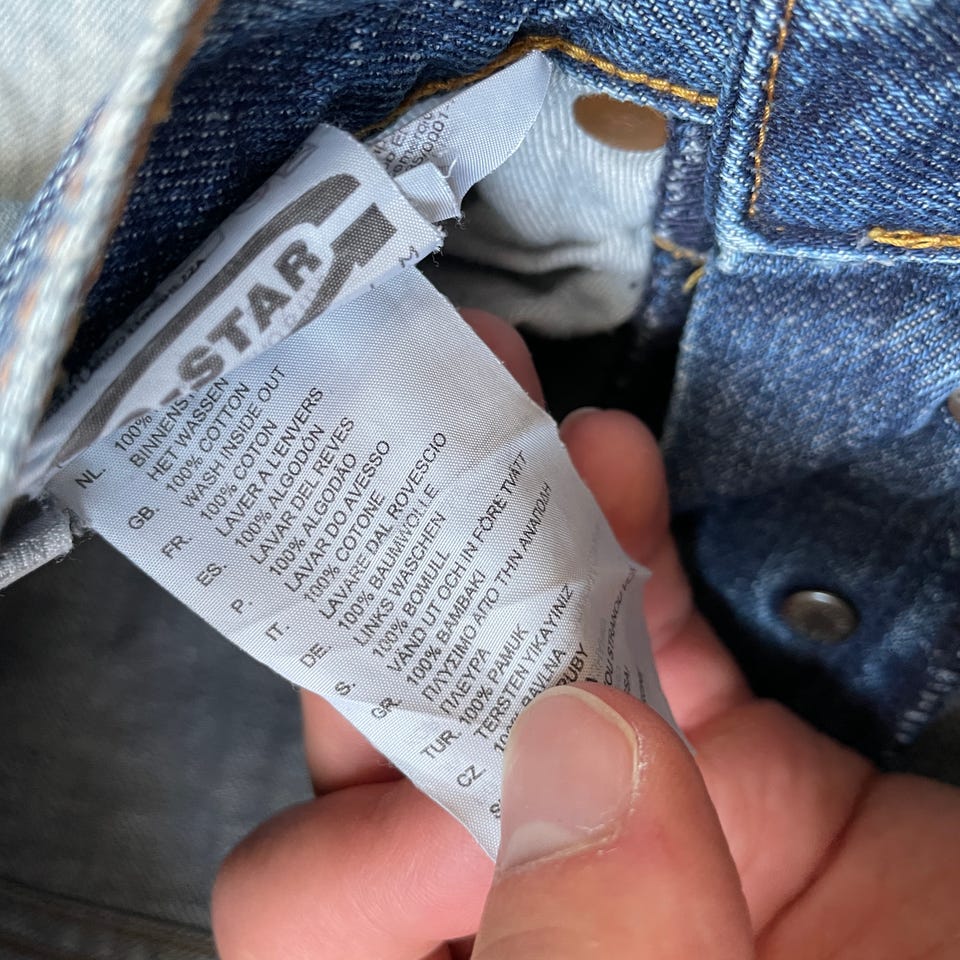 STAR
M
NL. 100%
BINNENST
HET WASSEN
GB. 100% COTTON
WASH INSIDE OUT
FR. 100% COTON
LAVER A L'ENVERS
ES. 100% ALGODÓN
LAVAR DEL REVES
P. 100% ALGODÃO
LAVAR DO AVESSO
IT. 100% COTONE
LAVARE DAL ROVESCIO
DE. 100% BAUMWOLLE
LINKS WASCHEN
S. 100% BOMULL
VÄND UT OCH IN FÖRE TVÄTT
GR. 100% ΒΑΜΒΑΚΙ
ΠΛΥΣΙΜΟ ΑΠΟ ΤΗΝ ΑΝΑΠΟΔΗ
ΠΛΕΥΡΑ
TUR. 100% PAMUK
TERSTEN YIKAYINIZ
CZ. 100% BAVLNA